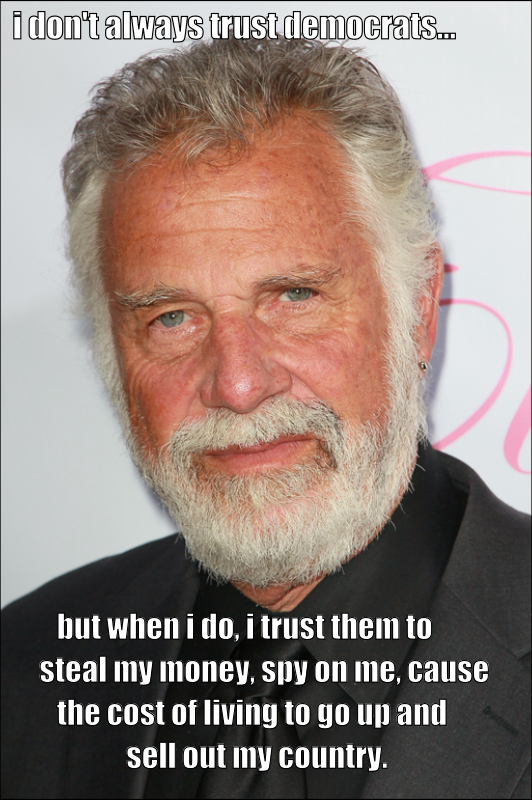 i don't always trust democrats...
but when i do, i trust them to
steal my money, spy on me, cause
the cost of living to go up and
sell out my country.